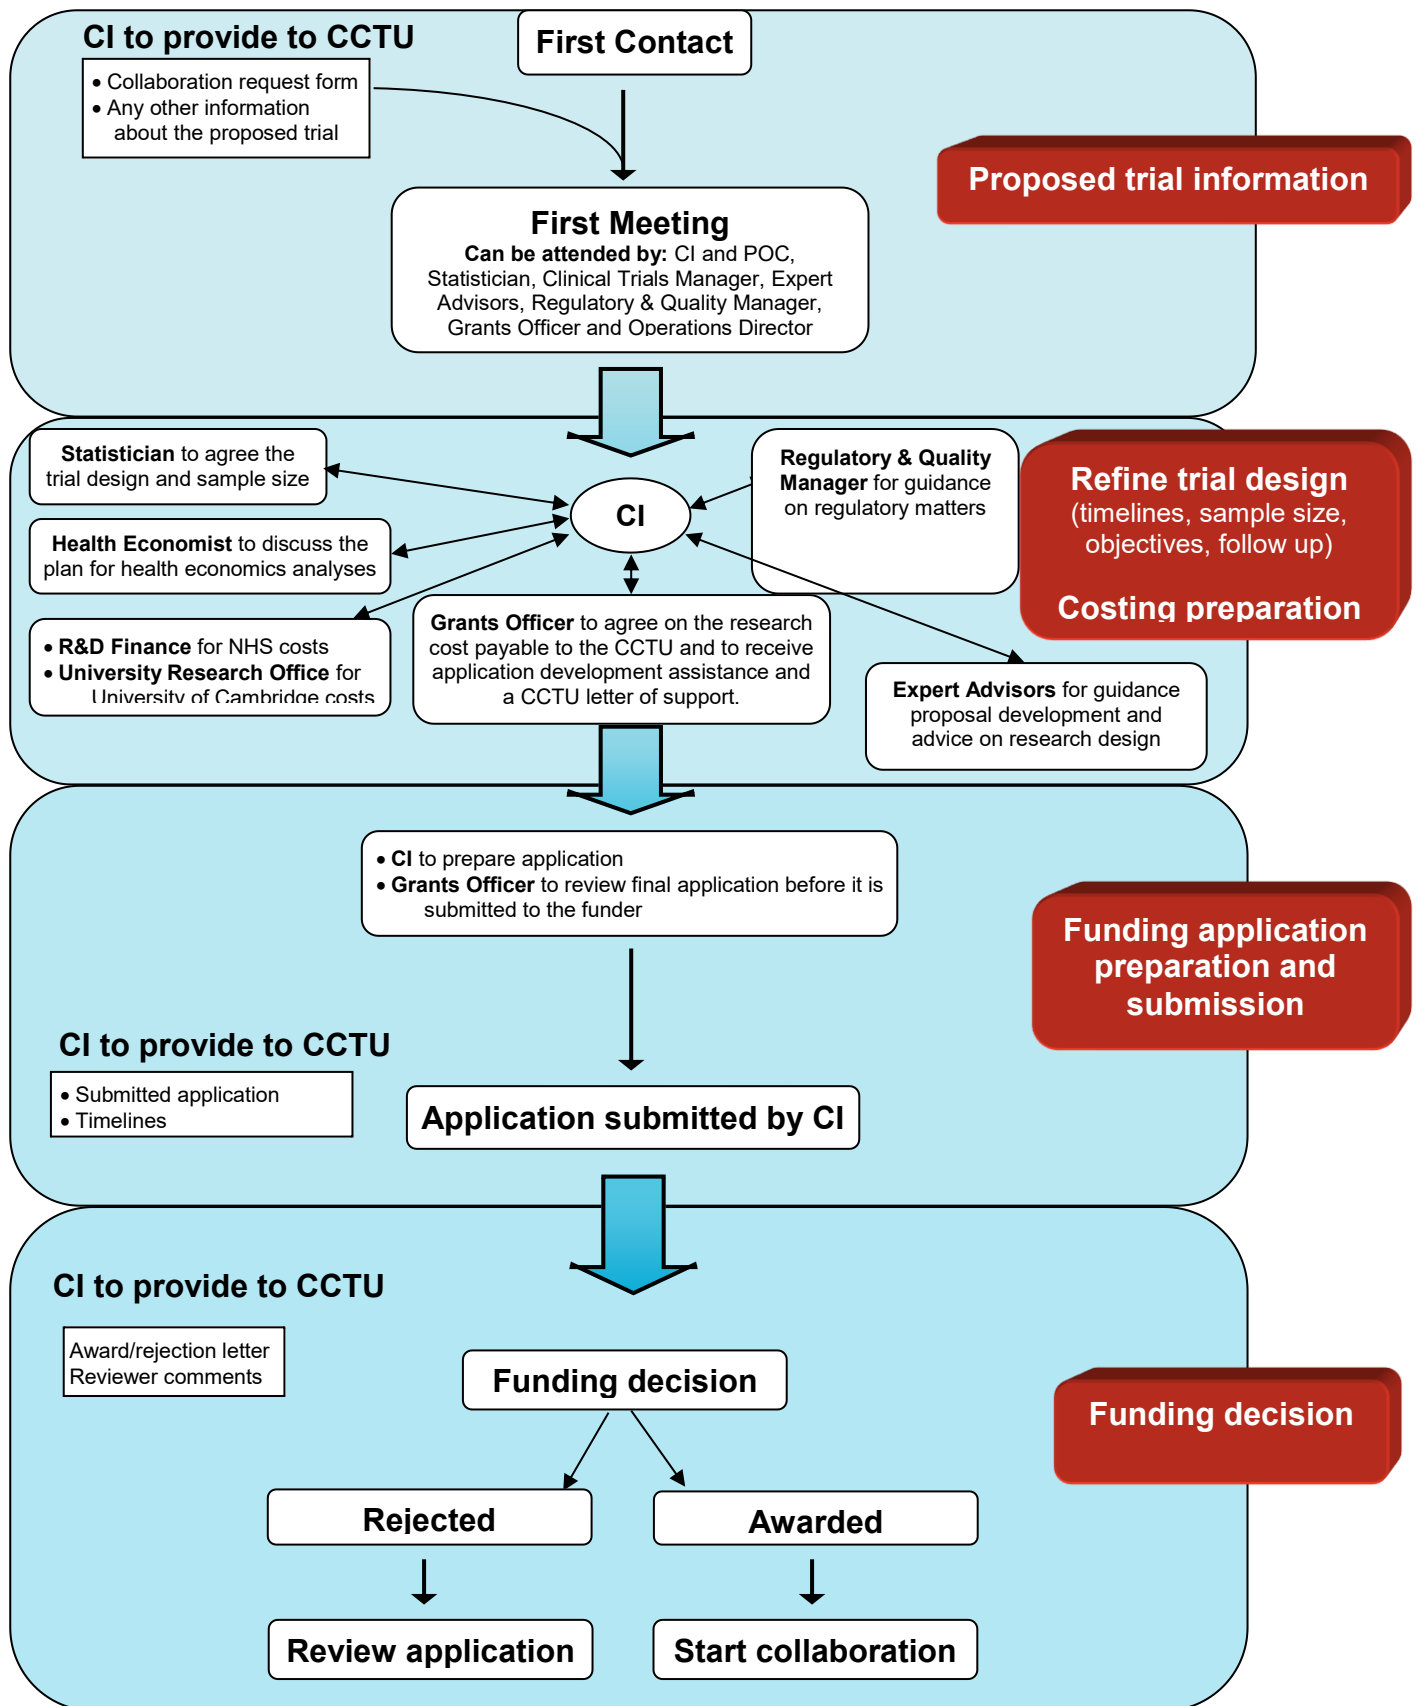 CI to provide to CCTU
First Contact
• Collaboration request form
• Any other information
about the proposed trial
Proposed trial information
First Meeting
Can be attended by: CI and POC,
Statistician, Clinical Trials Manager, Expert
Advisors, Regulatory & Quality Manager,
Grants Officer and Operations Director
Statistician to agree the
trial design and sample size
Health Economist to discuss the
plan for health economics analyses
• R&D Finance for NHS costs
• University Research Office for
University of Cambridge costs
CI
Regulatory & Quality
Manager for guidance
on regulatory matters
Grants Officer to agree on the research
cost payable to the CCTU and to receive
application development assistance and
a CCTU letter of support.
Expert Advisors for guidance
proposal development and
advice on research design
Refine trial design
(timelines, sample size,
objectives, follow up)
Costing preparation
• CI to prepare application
• Grants Officer to review final application before it is
submitted to the funder
Funding application
preparation and
submission
CI to provide to CCTU
• Submitted application
• Timelines
Application submitted by CI
CI to provide to CCTU
Award/rejection letter
Reviewer comments
Funding decision
Funding decision
Rejected
Awarded
Review application
Start collaboration